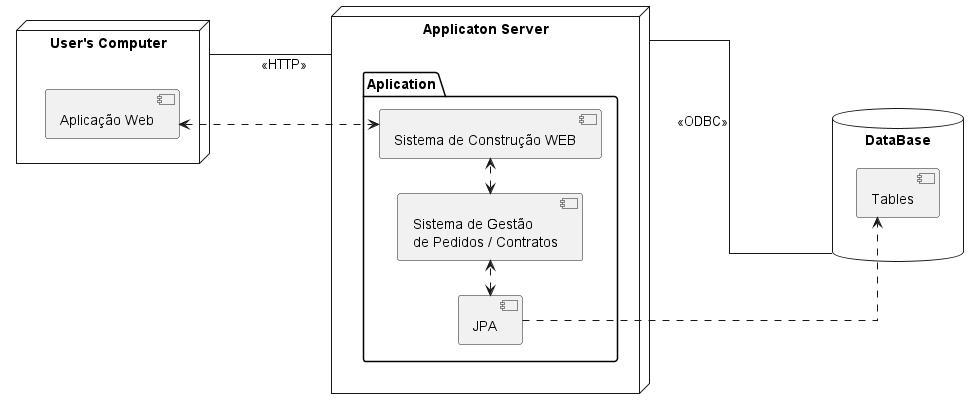 User's Computer
Aplicação Web
«HTTP»
Applicaton Server
Aplication
Sistema de Construção WEB
Sistema de Gestão
de Pedidos / Contratos
JPA
«ODBC»
DataBase
Tables